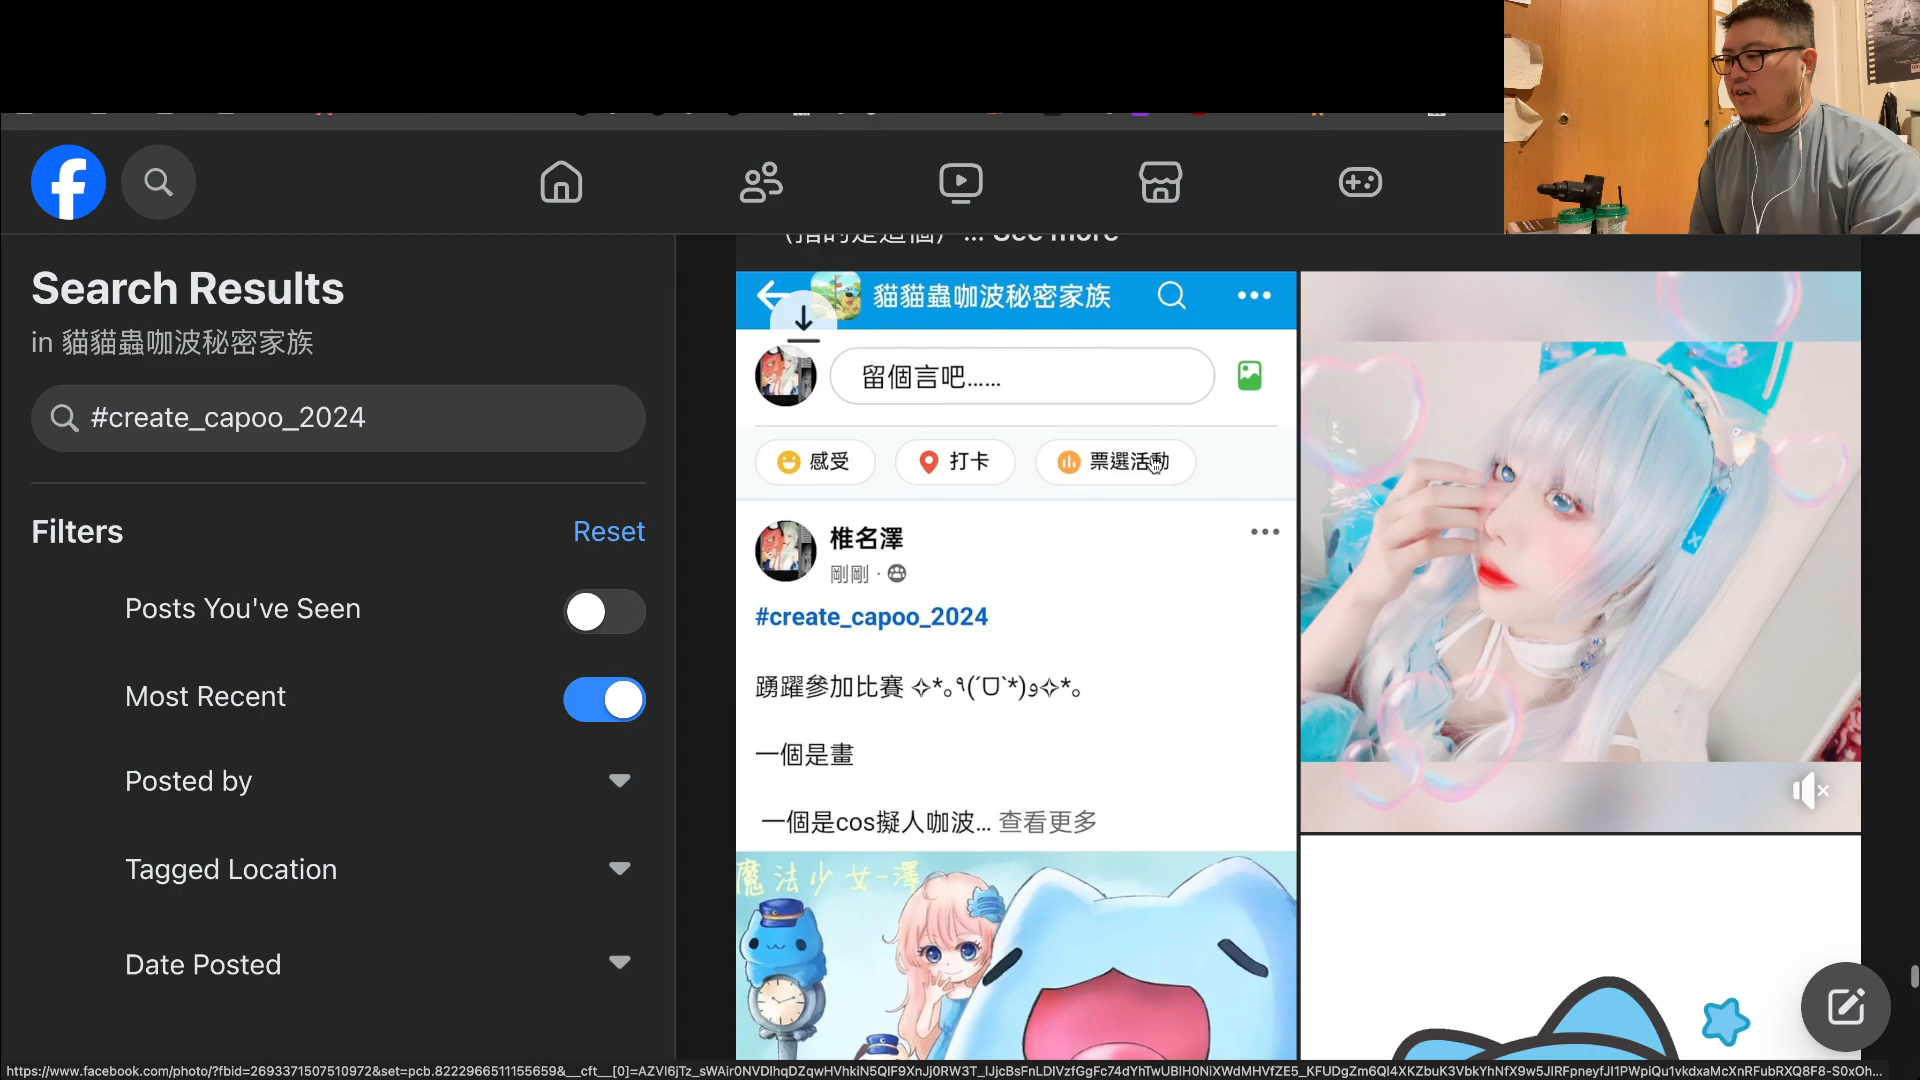 ... See more
Search Results
in 貓貓蟲咖波秘密家族
#create_capoo_2024
Filters
Reset
Posts You've Seen
Most Recent
Posted by
Tagged Location
Date Posted
貓貓蟲咖波秘密家族
留個言吧......
感受
打卡
票選活動
椎名澤
剛剛 ·
#create_capoo_2024
踴躍參加比賽 ✧*｡٩(ˊᗜˋ*)و✧*｡
一個是畫
一個是cos擬人咖波... 查看更多
魔法少女-澤